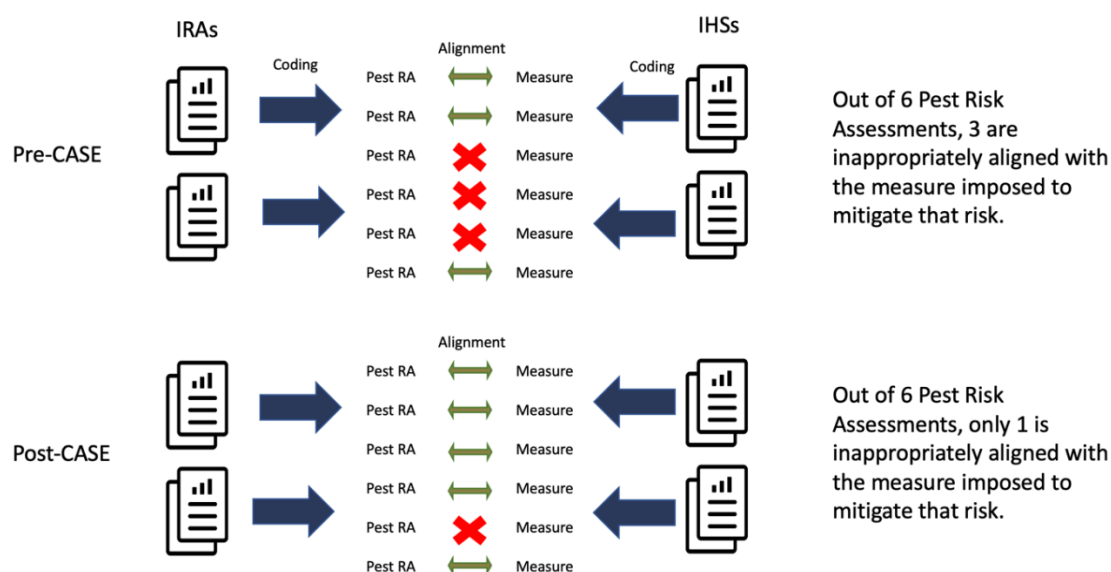 IRAs
IHSs
Coding
Alignment
Coding
Pest RA Measure
Pest RA Measure
Pre-CASE
Pest RA Measure
Pest RA Measure
Pest RA Measure
Pest RA Measure
Out of 6 Pest Risk
Assessments, 3 are
inappropriately aligned with
the measure imposed to
mitigate that risk.
Alignment
Pest RA Measure
Pest RA Measure
Post-CASE
Pest RA Measure
Pest RA Measure
Pest RA Measure
Pest RA Measure
Out of 6 Pest Risk
Assessments, only 1 is
inappropriately aligned with
the measure imposed to
mitigate that risk.